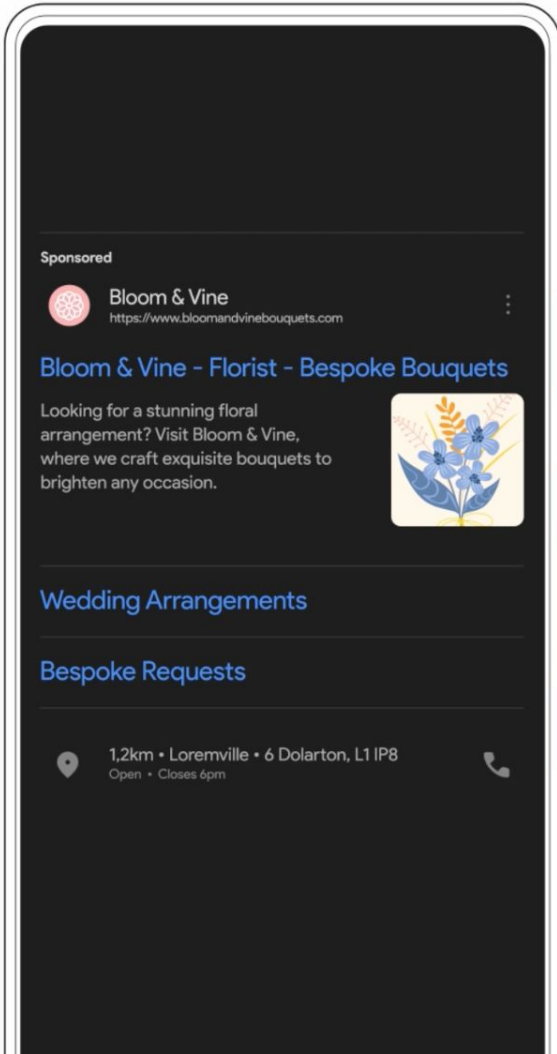 Sponsored
Bloom & Vine
https://www.bloomandvinebouquets.com
Bloom & Vine - Florist - Bespoke Bouquets
Looking for a stunning floral
arrangement? Visit Bloom & Vine,
where we craft exquisite bouquets to
brighten any occasion.
Wedding Arrangements
Bespoke Requests
1,2km • Loremville • 6 Dolarton, L1 IP8
Open • Closes 6pm